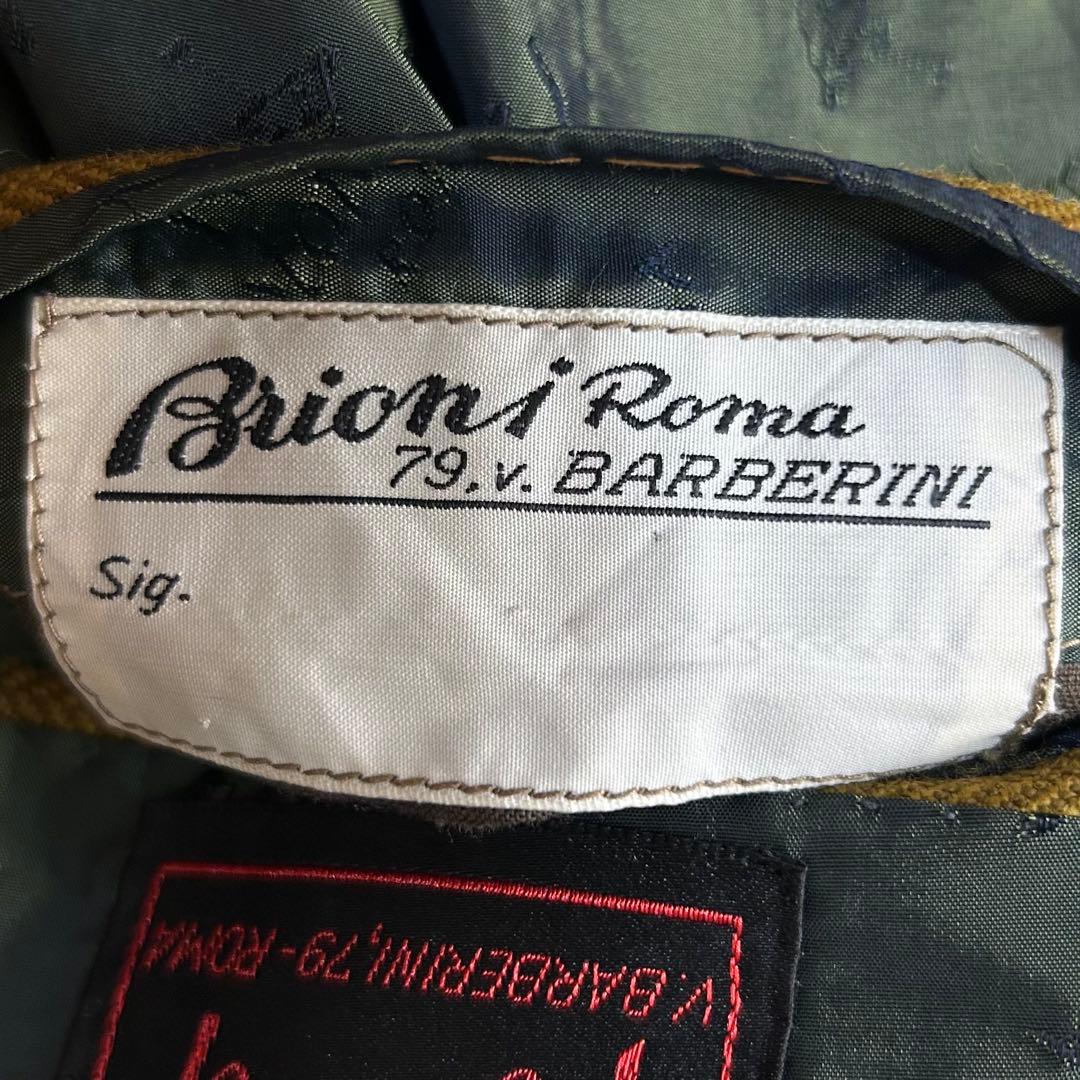 Brioni Roma
79, v. BARBERINI
Sig.
V. BARBERINI, 79 - ROMA